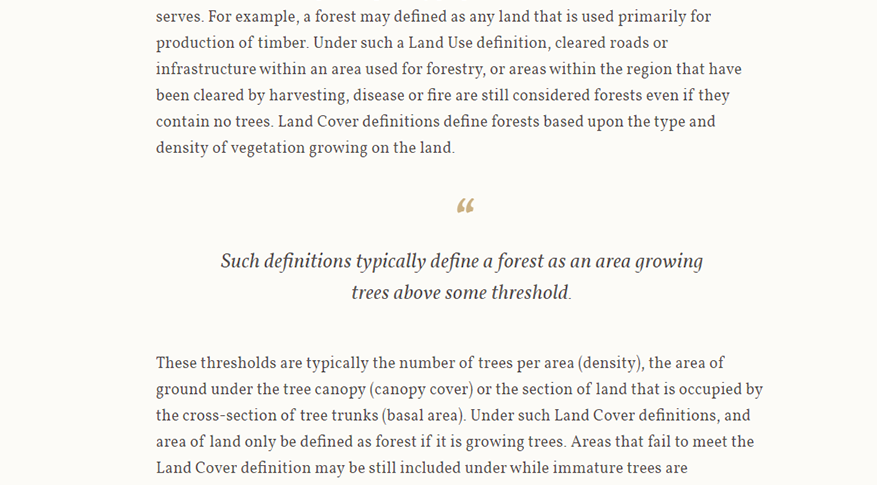 serves. For example, a forest may defined as any land that is used primarily for
production of timber. Under such a Land Use definition, cleared roads or
infrastructure within an area used for forestry, or areas within the region that have
been cleared by harvesting, disease or fire are still considered forests even if they
contain no trees. Land Cover definitions define forests based upon the type and
density of vegetation growing on the land.
“
Such definitions typically define a forest as an area growing
trees above some threshold.
These thresholds are typically the number of trees per area (density), the area of
ground under the tree canopy (canopy cover) or the section of land that is occupied by
the cross-section of tree trunks (basal area). Under such Land Cover definitions, and
area of land only be defined as forest if it is growing trees. Areas that fail to meet the
Land Cover definition may be still included under while immature trees are